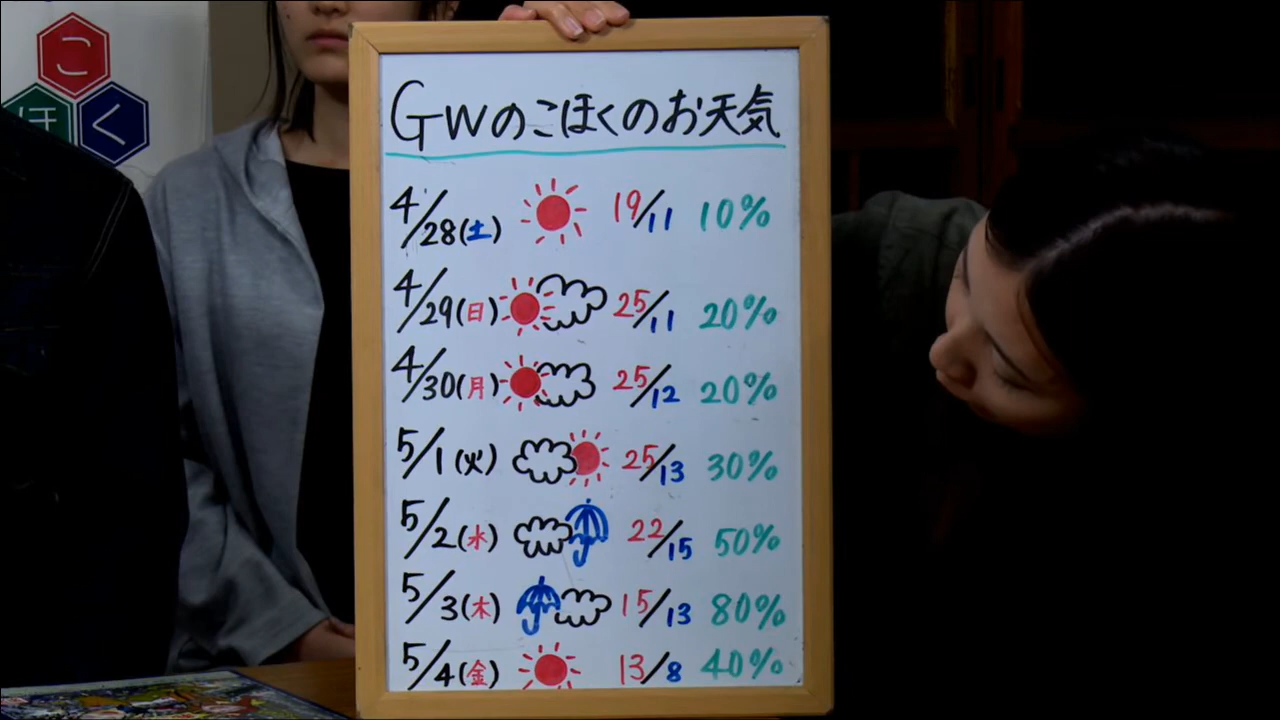 こ
ほく
GWのこほくのお天気
4/28(土) 19/11 10%
4/29(日) 25/11 20%
4/30(月) 25/12 20%
5/1(火) 25/13 30%
5/2(水) 22/15 50%
5/3(木) 15/13 80%
5/4(金) 13/8 40%